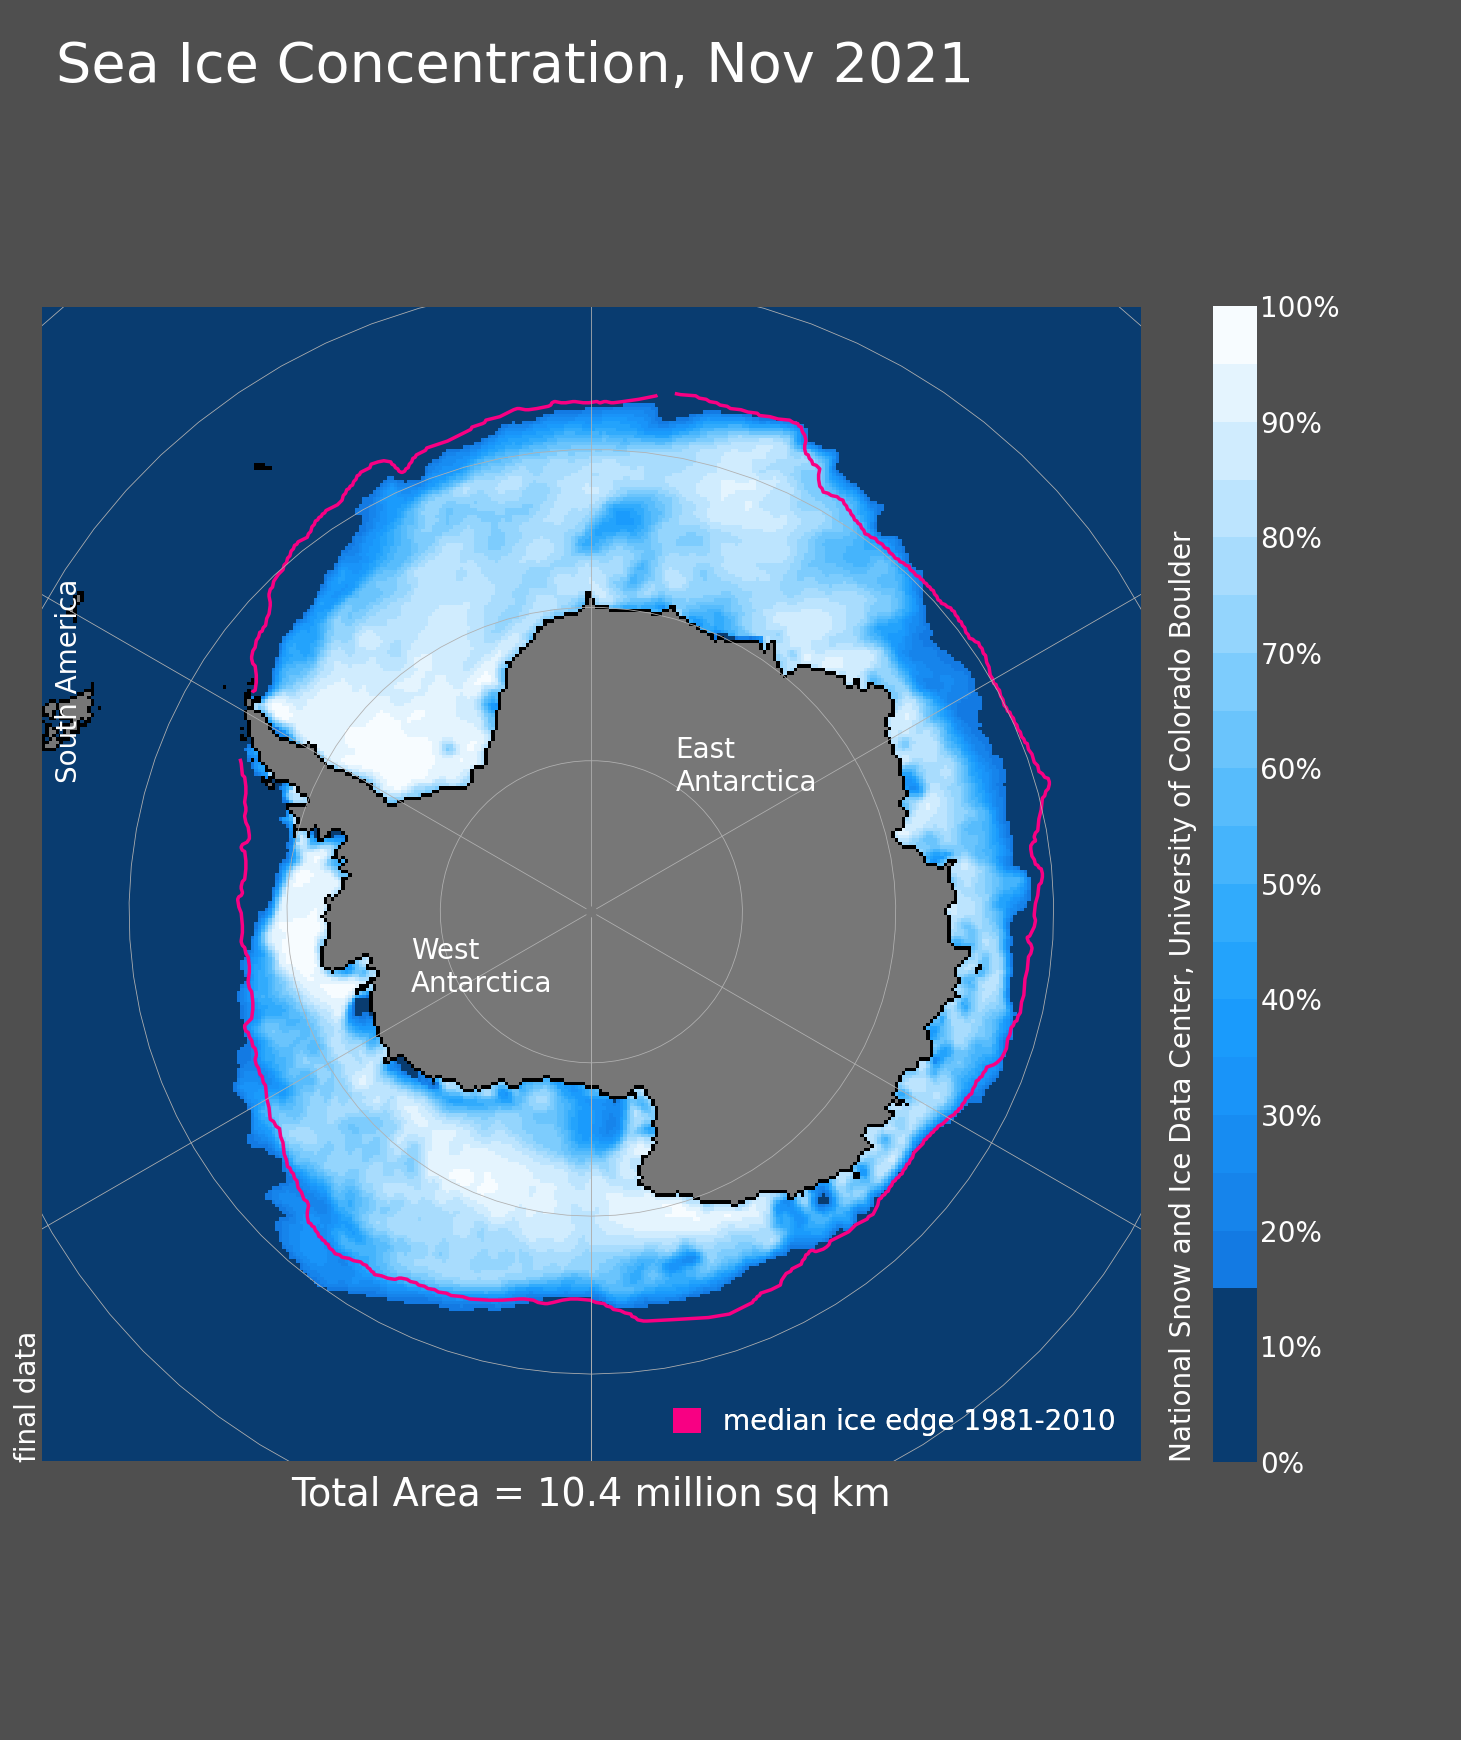 Sea Ice Concentration, Nov 2021
South America
East
Antarctica
West
Antarctica
median ice edge 1981-2010
final data
Total Area = 10.4 million sq km
National Snow and Ice Data Center, University of Colorado Boulder
100%
90%
80%
70%
60%
50%
40%
30%
20%
10%
0%